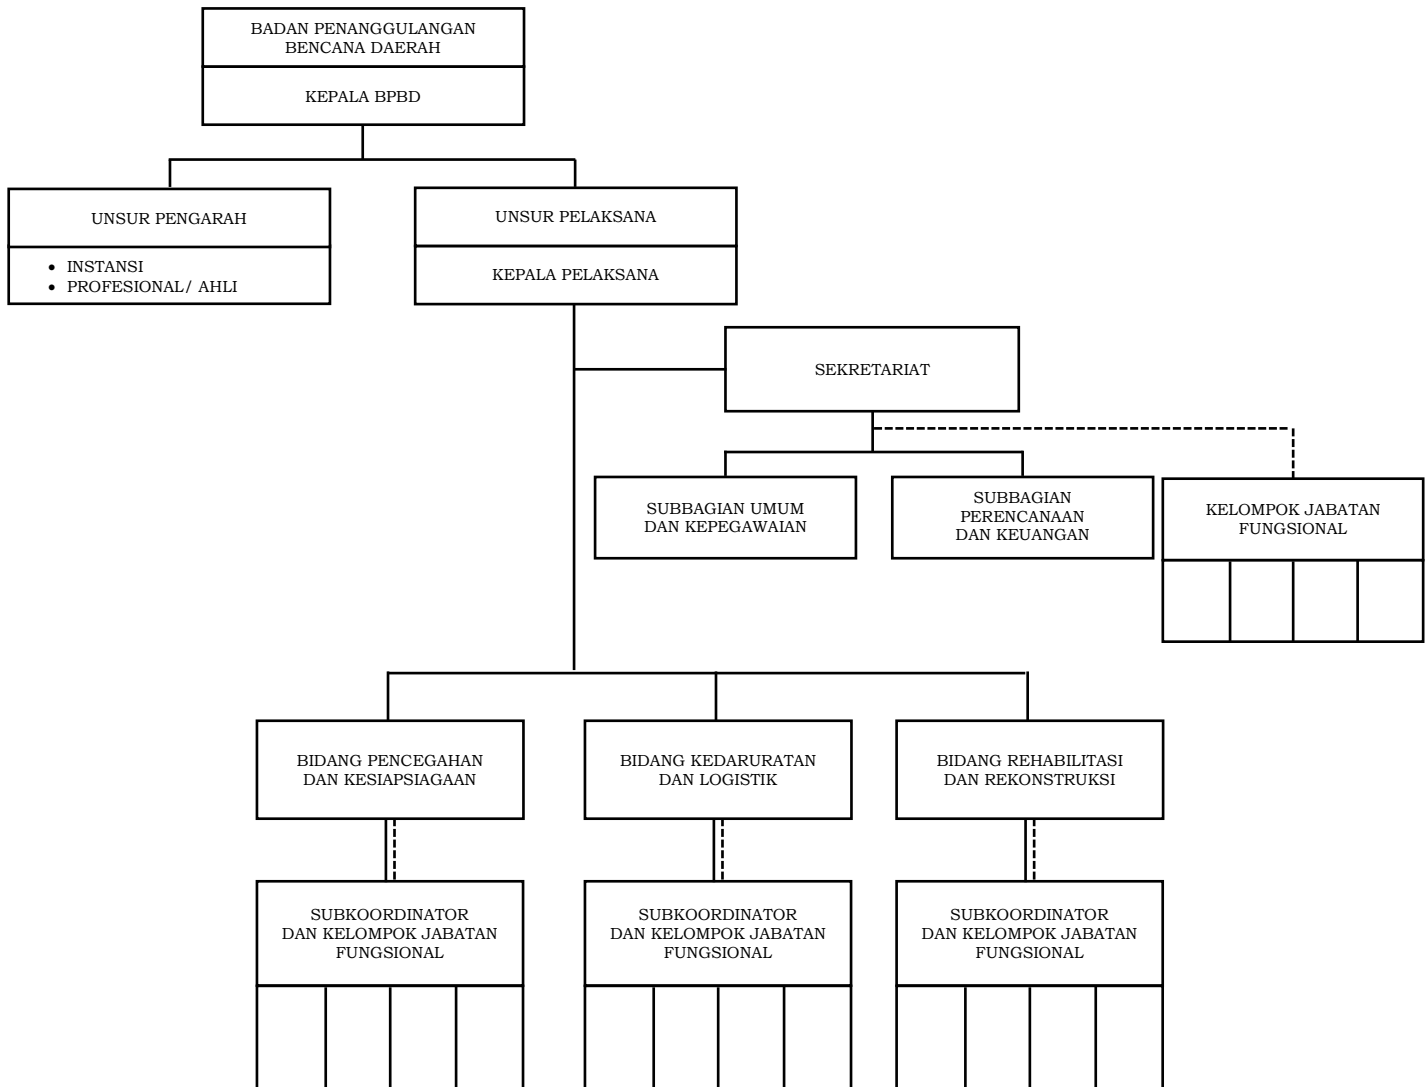 BADAN PENANGGULANGAN
BENCANA DAERAH
KEPALA BPBD
UNSUR PENGARAH
• INSTANSI
• PROFESIONAL/ AHLI
UNSUR PELAKSANA
KEPALA PELAKSANA
SEKRETARIAT
SUBBAGIAN UMUM
DAN KEPEGAWAIAN
SUBBAGIAN
PERENCANAAN
DAN KEUANGAN
KELOMPOK JABATAN
FUNGSIONAL
BIDANG PENCEGAHAN
DAN KESIAPSIAGAAN
BIDANG KEDARURATAN
DAN LOGISTIK
BIDANG REHABILITASI
DAN REKONSTRUKSI
SUBKOORDINATOR
DAN KELOMPOK JABATAN
FUNGSIONAL
SUBKOORDINATOR
DAN KELOMPOK JABATAN
FUNGSIONAL
SUBKOORDINATOR
DAN KELOMPOK JABATAN
FUNGSIONAL